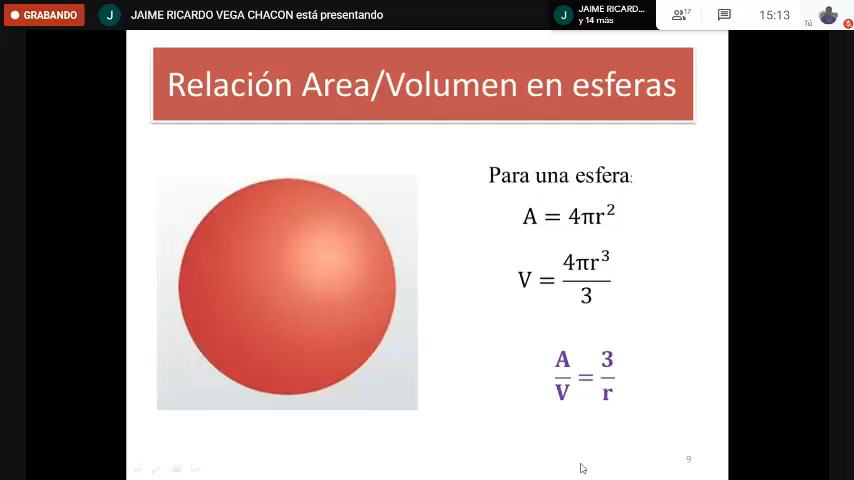 GRABANDO
J JAIME RICARDO VEGA CHACON está presentando
J JAIME RICARDO...
y 14 más
17
15:13
Tú
Relación Area/Volumen en esferas
Para una esfera:
A = 4πr²
V = 4πr³/3
A/V = 3/r
9